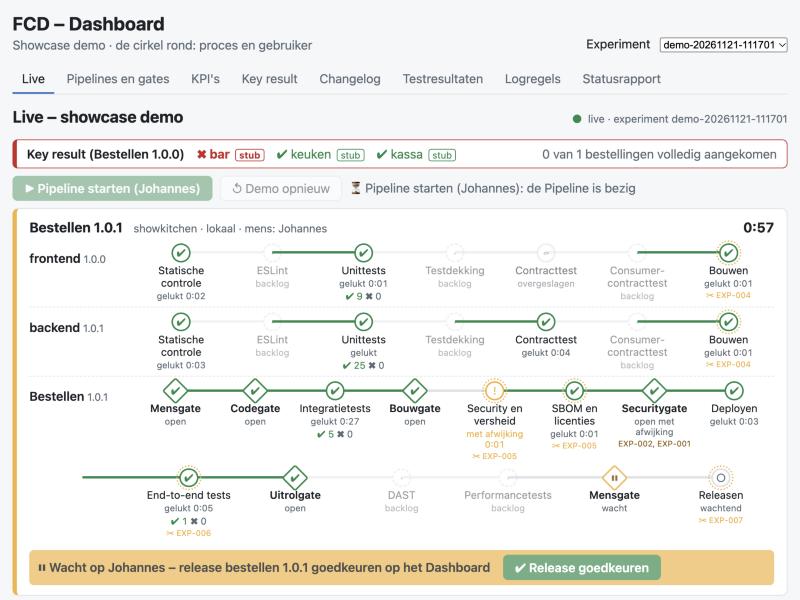 FCD – Dashboard
Showcase demo · de cirkel rond: proces en gebruiker
Experiment demo-20261121-111701
Live Pipelines en gates KPI's Key result Changelog Testresultaten Logregels Statusrapport
Live – showcase demo
live · experiment demo-20261121-111701
Key result (Bestellen 1.0.0) ✖ bar stub ✔ keuken stub ✔ kassa stub 0 van 1 bestellingen volledig aangekomen
▶ Pipeline starten (Johannes) ↺ Demo opnieuw ⏳ Pipeline starten (Johannes): de Pipeline is bezig
Bestellen 1.0.1 showkitchen · lokaal · mens: Johannes 0:57
frontend 1.0.0
Statische controle
gelukt 0:02
ESLint
backlog
Unittests
gelukt 0:01
✔ 9 ✖ 0
Testdekking
backlog
Contracttest
overgeslagen
Consumer-contracttest
backlog
Bouwen
gelukt 0:01
✂ EXP-004
backend 1.0.1
Statische controle
gelukt 0:03
ESLint
backlog
Unittests
gelukt
✔ 25 ✖ 0
Testdekking
backlog
Contracttest
gelukt 0:04
Consumer-contracttest
backlog
Bouwen
gelukt 0:01
✂ EXP-004
Bestellen 1.0.1
Mensgate
open
Codegate
open
Integratietests
gelukt 0:27
✔ 5 ✖ 0
Bouwgate
open
Security en versheid
met afwijking 0:01
✂ EXP-005
SBOM en licenties
gelukt 0:01
✂ EXP-005
Securitygate
open met afwijking
EXP-002, EXP-001
Deployen
gelukt 0:03
End-to-end tests
gelukt 0:05
✔ 1 ✖ 0
✂ EXP-006
Uitrolgate
open
DAST
backlog
Performancetests
backlog
Mensgate
wacht
Releasen
wachtend
✂ EXP-007
⏸ Wacht op Johannes – release bestellen 1.0.1 goedkeuren op het Dashboard ✔ Release goedkeuren